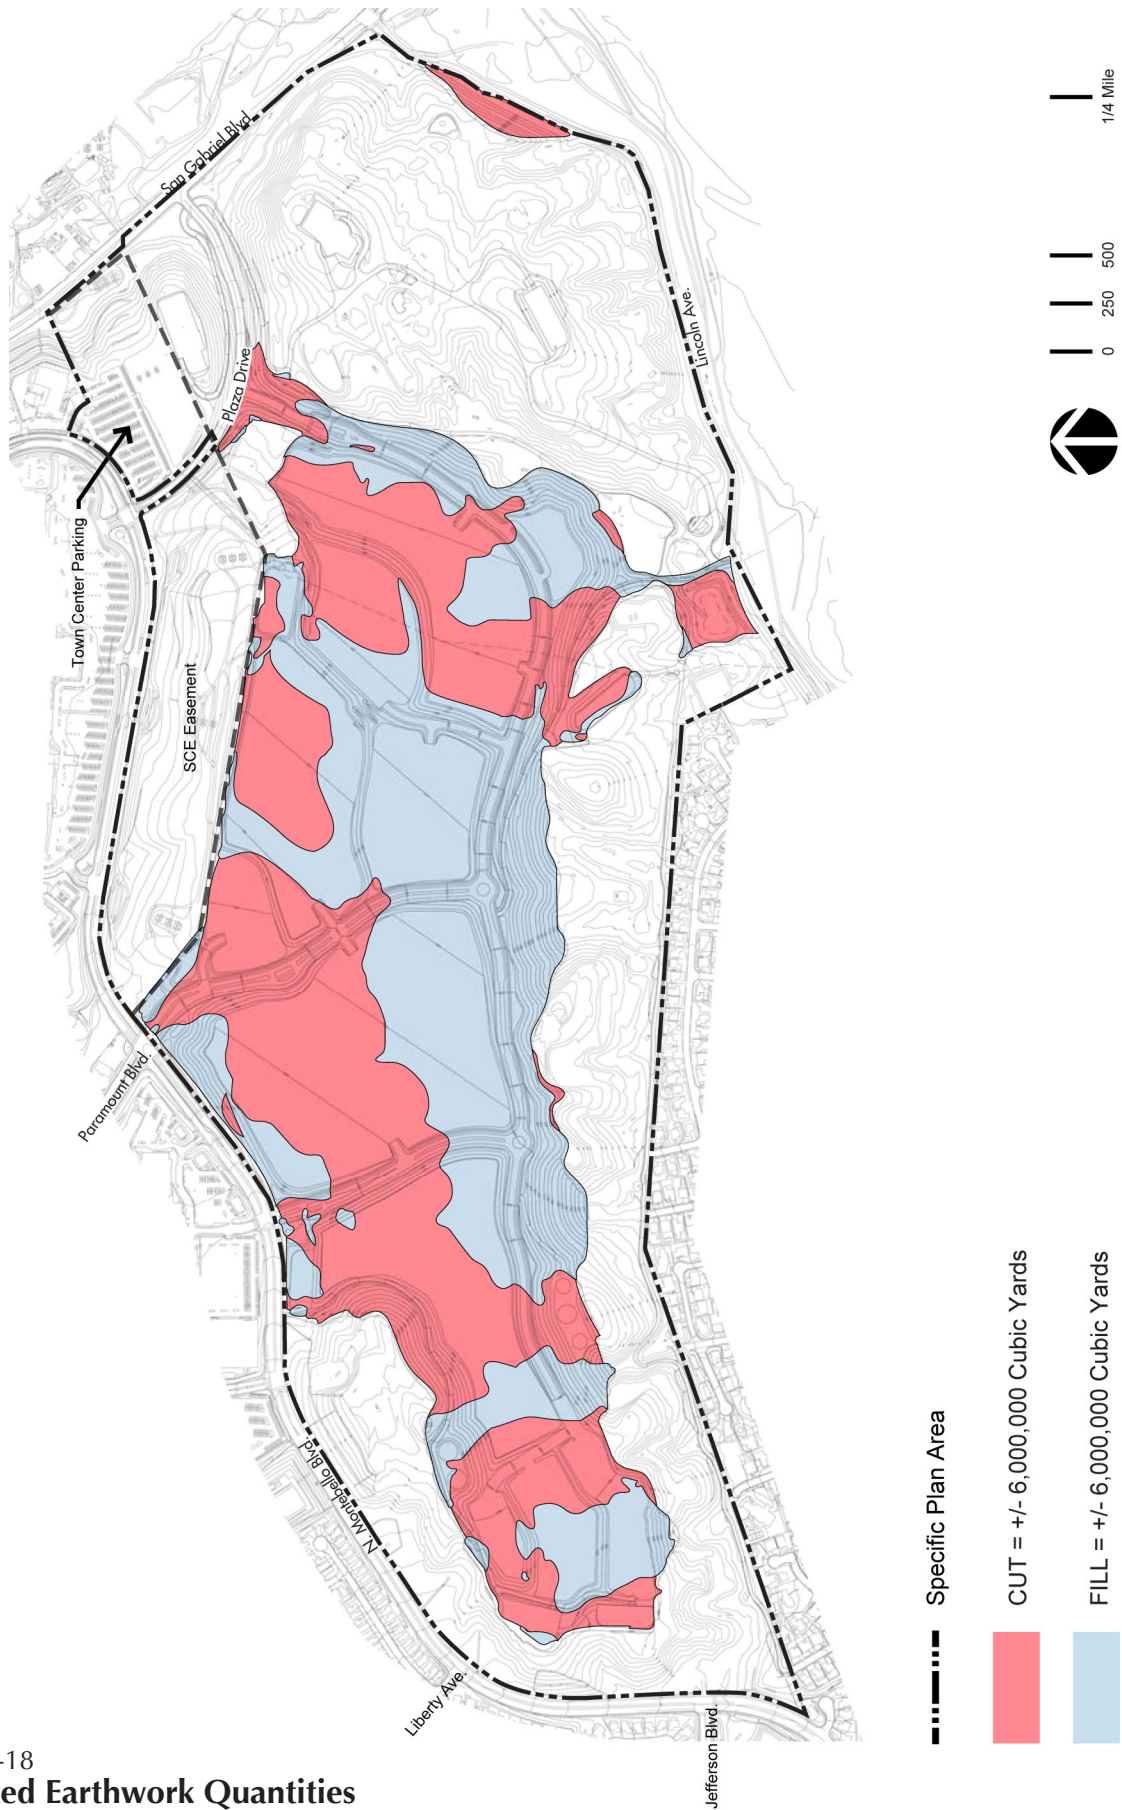 San Gabriel Blvd.
Plaza Drive
Town Center Parking
SCE Easement
Lincoln Ave.
Paramount Blvd.
N. Montebello Blvd.
Liberty Ave.
Jefferson Blvd.
0 250 500 1/4 Mile
Specific Plan Area
CUT = +/- 6,000,000 Cubic Yards
FILL = +/- 6,000,000 Cubic Yards
-18
ed Earthwork Quantities